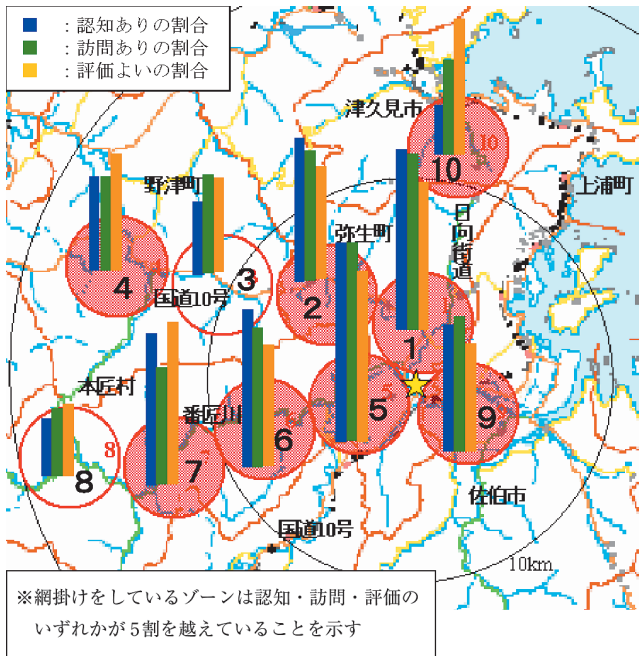 ：認知ありの割合
：訪問ありの割合
：評価よいの割合
津久見市
10
10
上浦町
野津町
日向街道
弥生町
3
4
国道10号
2
1
本匠村
番匠川
5
9
6
8
8
7
佐伯市
国道10号
10km
※網掛けをしているゾーンは認知・訪問・評価の
いずれかが5割を越えていることを示す